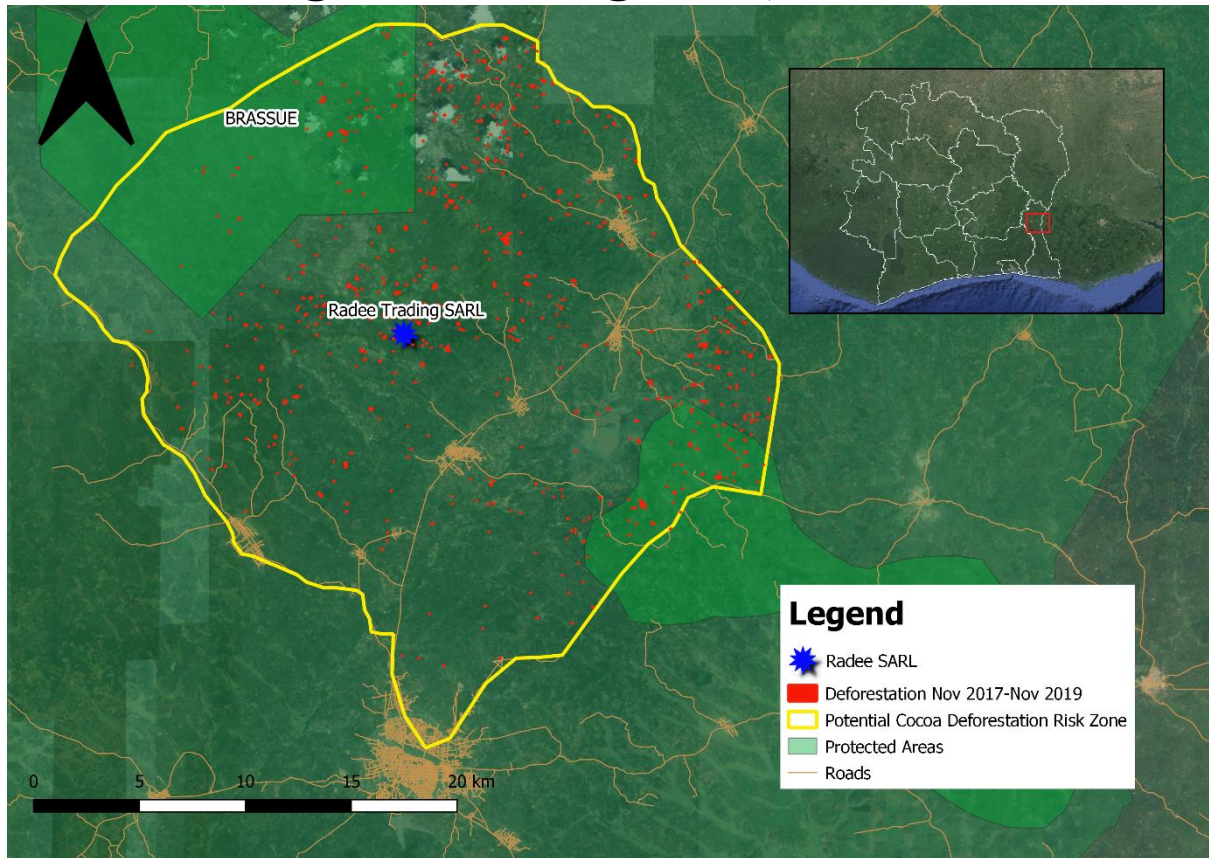 BRASSUE
Radee Trading SARL
Legend
Radee SARL
Deforestation Nov 2017-Nov 2019
Potential Cocoa Deforestation Risk Zone
Protected Areas
Roads
0 5 10 15 20 km